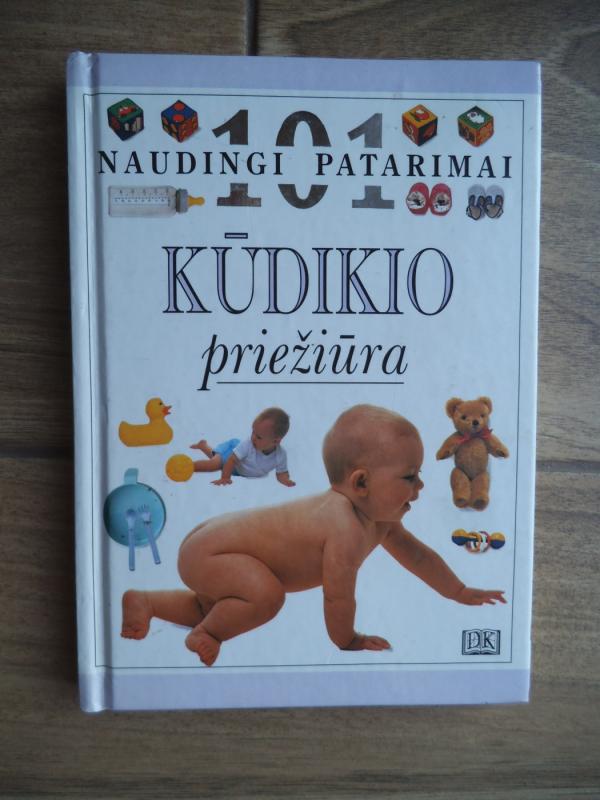 101
NAUDINGI PATARIMAI
KŪDIKIO
priežiūra
DK